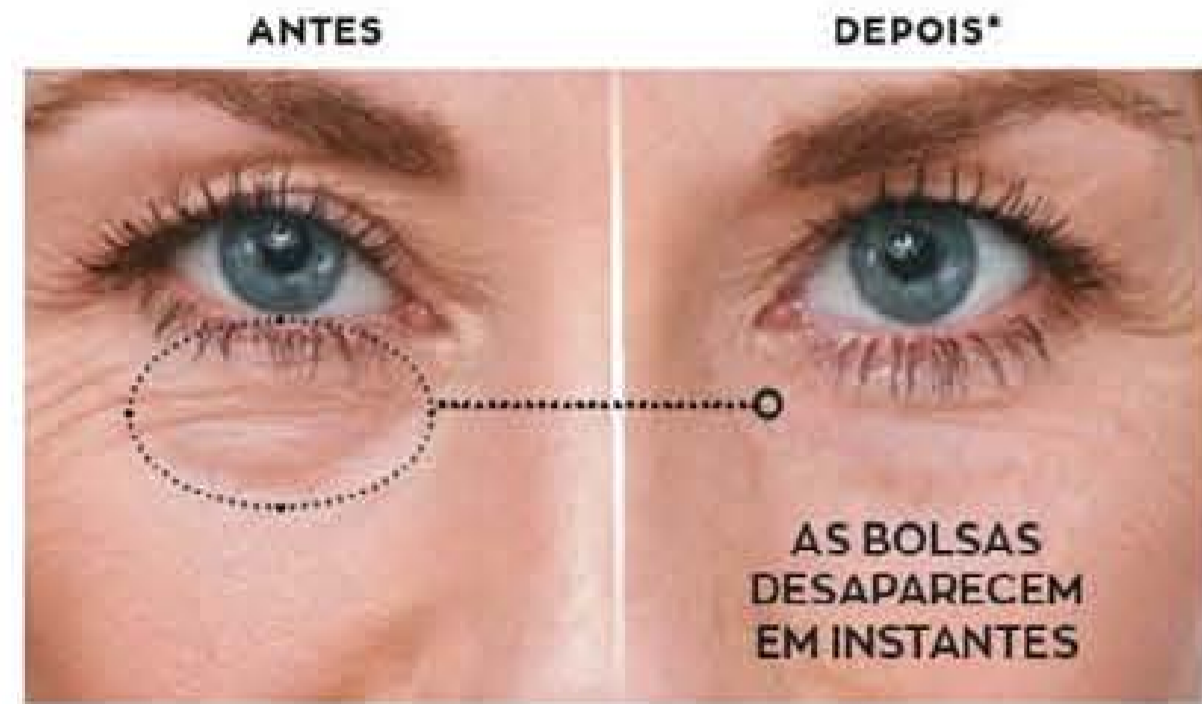 ANTES
DEPOIS*
AS BOLSAS
DESAPARECEM
EM INSTANTES